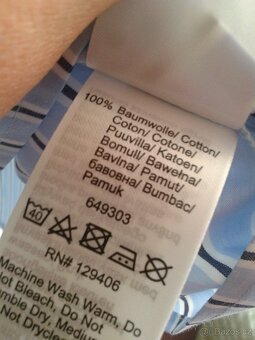 100% Baumwolle/ Cotton/
Coton/ Cotone/
Puuvilla/ Katoen/
Bomull/ Bawełna/
Bavlna/ Pamut/
бавовна/ Bumbac/
Pamuk
649303
40
RN# 129406
Machine Wash Warm, Do
Not Bleach, Do Not
Tumble Dry, Medium
Not Dryclean